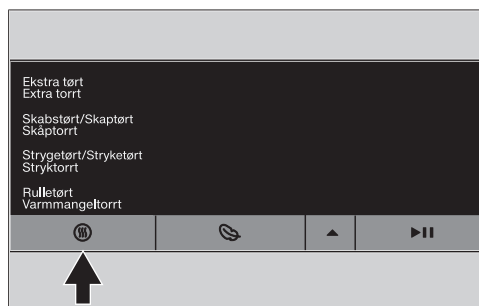 Ekstra tørt
Extra torrt
Skabstørt/Skaptørt
Skåptorrt
Strygetørt/Stryketørt
Stryktorrt
Rulletørt
Varmmangeltorrt